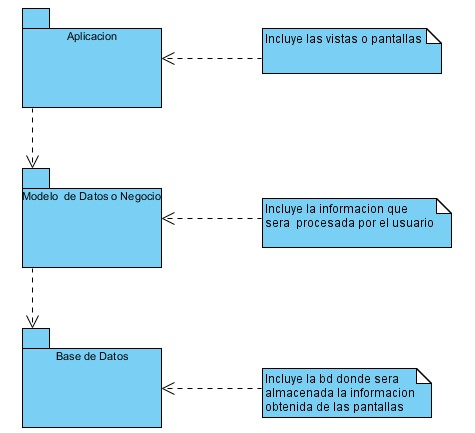 Aplicacion
Incluye las vistas o pantallas
Modelo de Datos o Negocio
Incluye la informacion que
sera procesada por el usuario
Base de Datos
Incluye la bd donde sera
almacenada la informacion
obtenida de las pantallas